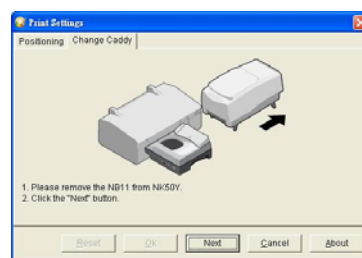 Print Settings
Positioning Change Caddy
1. Please remove the NB11 from NK50Y.
2. Click the "Next" button.
Reset OK Next Cancel About